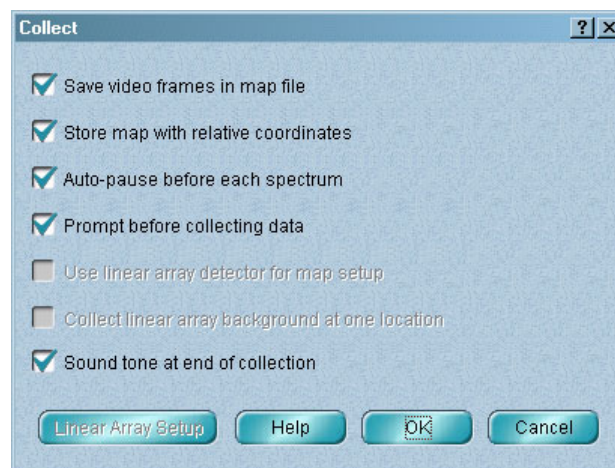 Collect
Save video frames in map file
Store map with relative coordinates
Auto-pause before each spectrum
Prompt before collecting data
Use linear array detector for map setup
Collect linear array background at one location
Sound tone at end of collection
Linear Array Setup Help OK Cancel